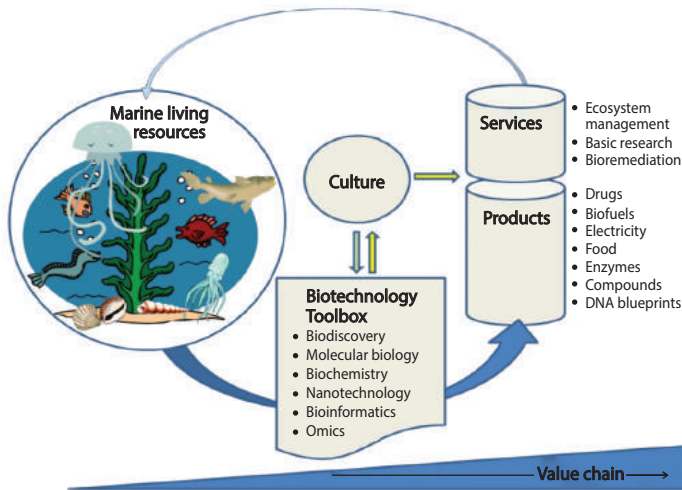 Marine living
resources
Culture
Biotechnology
Toolbox
• Biodiscovery
• Molecular biology
• Biochemistry
• Nanotechnology
• Bioinformatics
• Omics
Services
• Ecosystem
management
• Basic research
• Bioremediation
Products
• Drugs
• Biofuels
• Electricity
• Food
• Enzymes
• Compounds
• DNA blueprints
Value chain